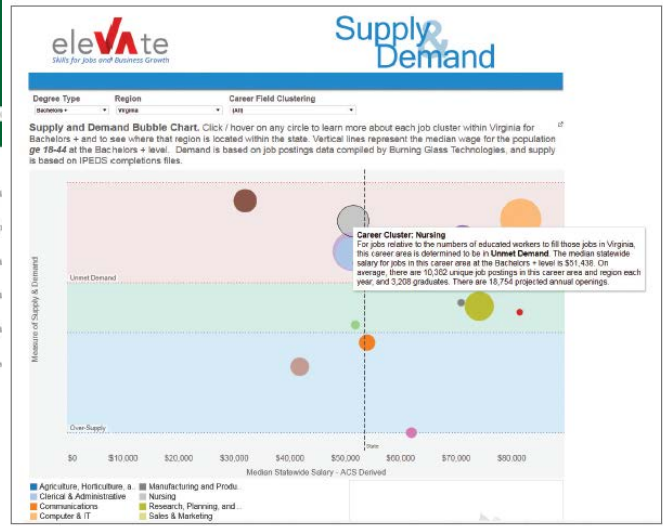 elevate
Skills for Jobs and Business Growth
Supply & Demand
Degree Type
Region
Career Field Clustering
Bachelors +
Virginia
(All)
Supply and Demand Bubble Chart. Click / hover on any circle to learn more about each job cluster within Virginia for
Bachelors + and to see where that region is located within the state. Vertical lines represent the median wage for the population
ge 18-44 at the Bachelors + level. Demand is based on job postings data compiled by Burning Glass Technologies, and supply
is based on IPEDS completions files.
Measure of Supply & Demand
Career Cluster: Nursing
For jobs relative to the numbers of educated workers to fill those jobs in Virginia,
this career area is determined to be in Unmet Demand. The median statewide
salary for jobs in this career area at the Bachelors + level is $51,438. On
average, there are 10,362 unique job postings in this career area and region each
year, and 3,208 graduates. There are 18,754 projected annual openings.
Unmet Demand
Over-Supply
State
$0 $10,000 $20,000 $30,000 $40,000 $50,000 $60,000 $70,000 $80,000
Median Statewide Salary - ACS Derived
Agriculture, Horticulture, a..
Manufacturing and Produ..
Clerical & Administrative
Nursing
Communications
Research, Planning, and ..
Computer & IT
Sales & Marketing